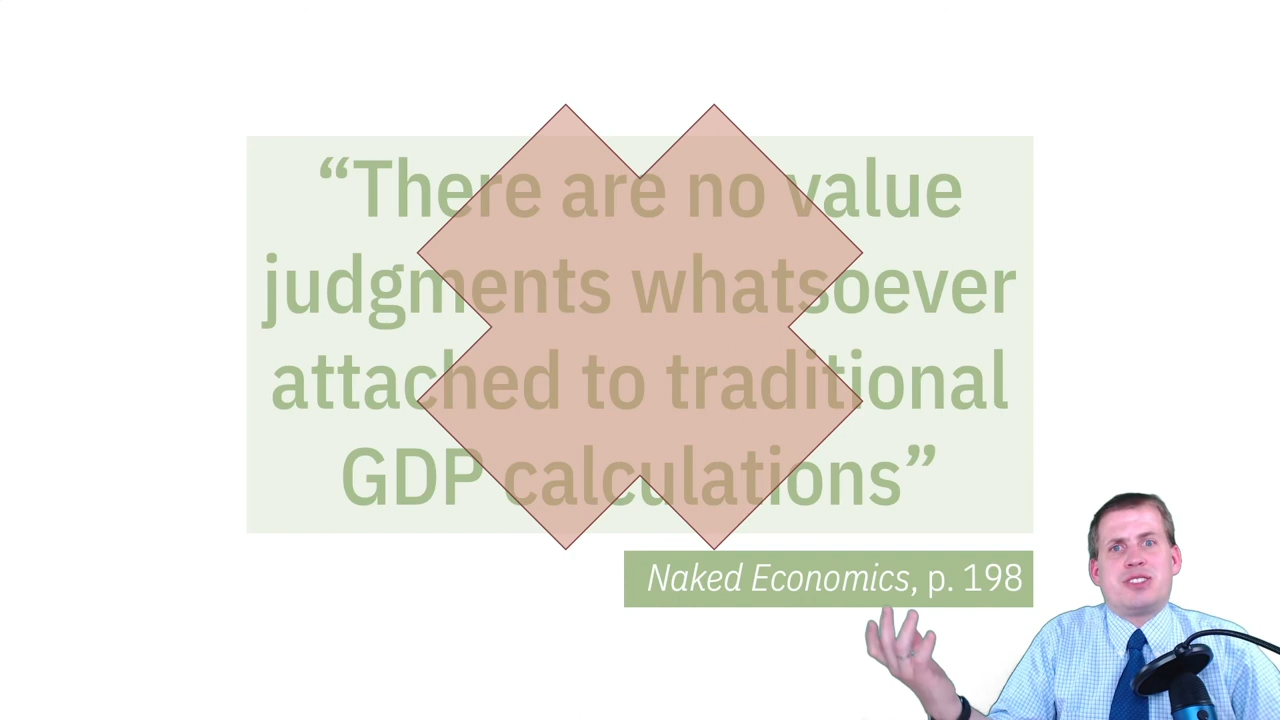 “There are no value
judgments whatsoever
attached to traditional
GDP calculations”
Naked Economics, p. 198